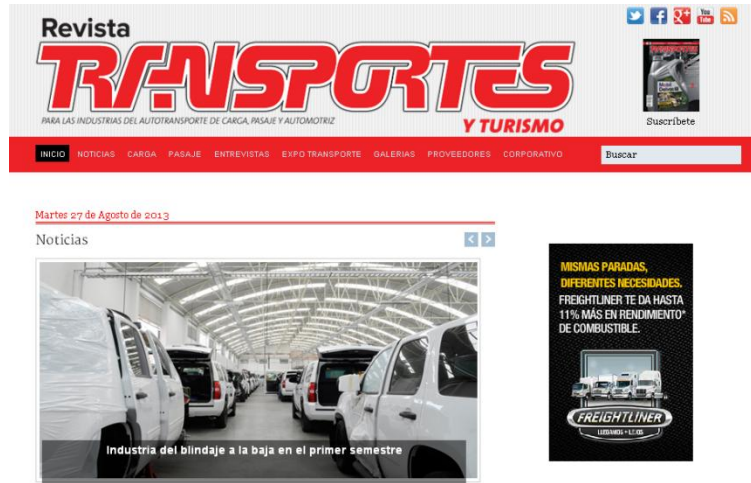 Revista
TRANSPORTES
PARA LAS INDUSTRIAS DEL AUTOTRANSPORTE DE CARGA, PASAJE Y AUTOMOTRIZ
Y TURISMO
You
Tube
Suscríbete
INICIO NOTICIAS CARGA PASAJE ENTREVISTAS EXPO TRANSPORTE GALERIAS PROVEEDORES CORPORATIVO Buscar
Martes 27 de Agosto de 2013
Noticias
Industria del blindaje a la baja en el primer semestre
MISMAS PARADAS,
DIFERENTES NECESIDADES.
FREIGHTLINER TE DA HASTA
11% MÁS EN RENDIMIENTO*
DE COMBUSTIBLE.
FREIGHTLINER